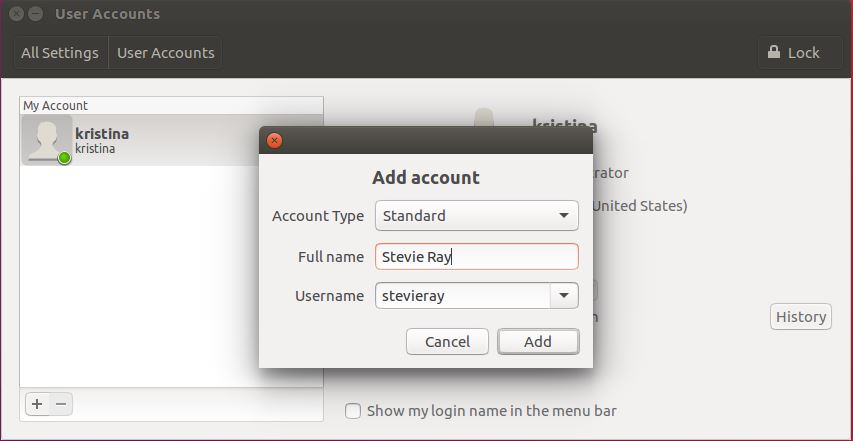 User Accounts
All Settings
User Accounts
Lock
My Account
kristina
kristina
kristina
rator
United States)
n
History
Add account
Account Type
Standard
Full name
Stevie Ray
Username
stevieray
Cancel
Add
+
−
Show my login name in the menu bar